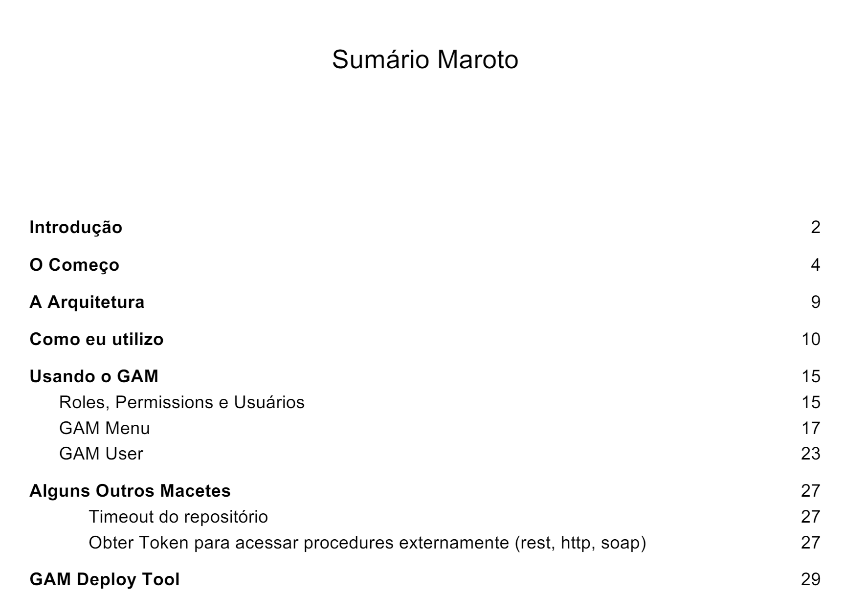 Sumário Maroto
Introdução 2
O Começo 4
A Arquitetura 9
Como eu utilizo 10
Usando o GAM 15
Roles, Permissions e Usuários 15
GAM Menu 17
GAM User 23
Alguns Outros Macetes 27
Timeout do repositório 27
Obter Token para acessar procedures externamente (rest, http, soap) 27
GAM Deploy Tool 29